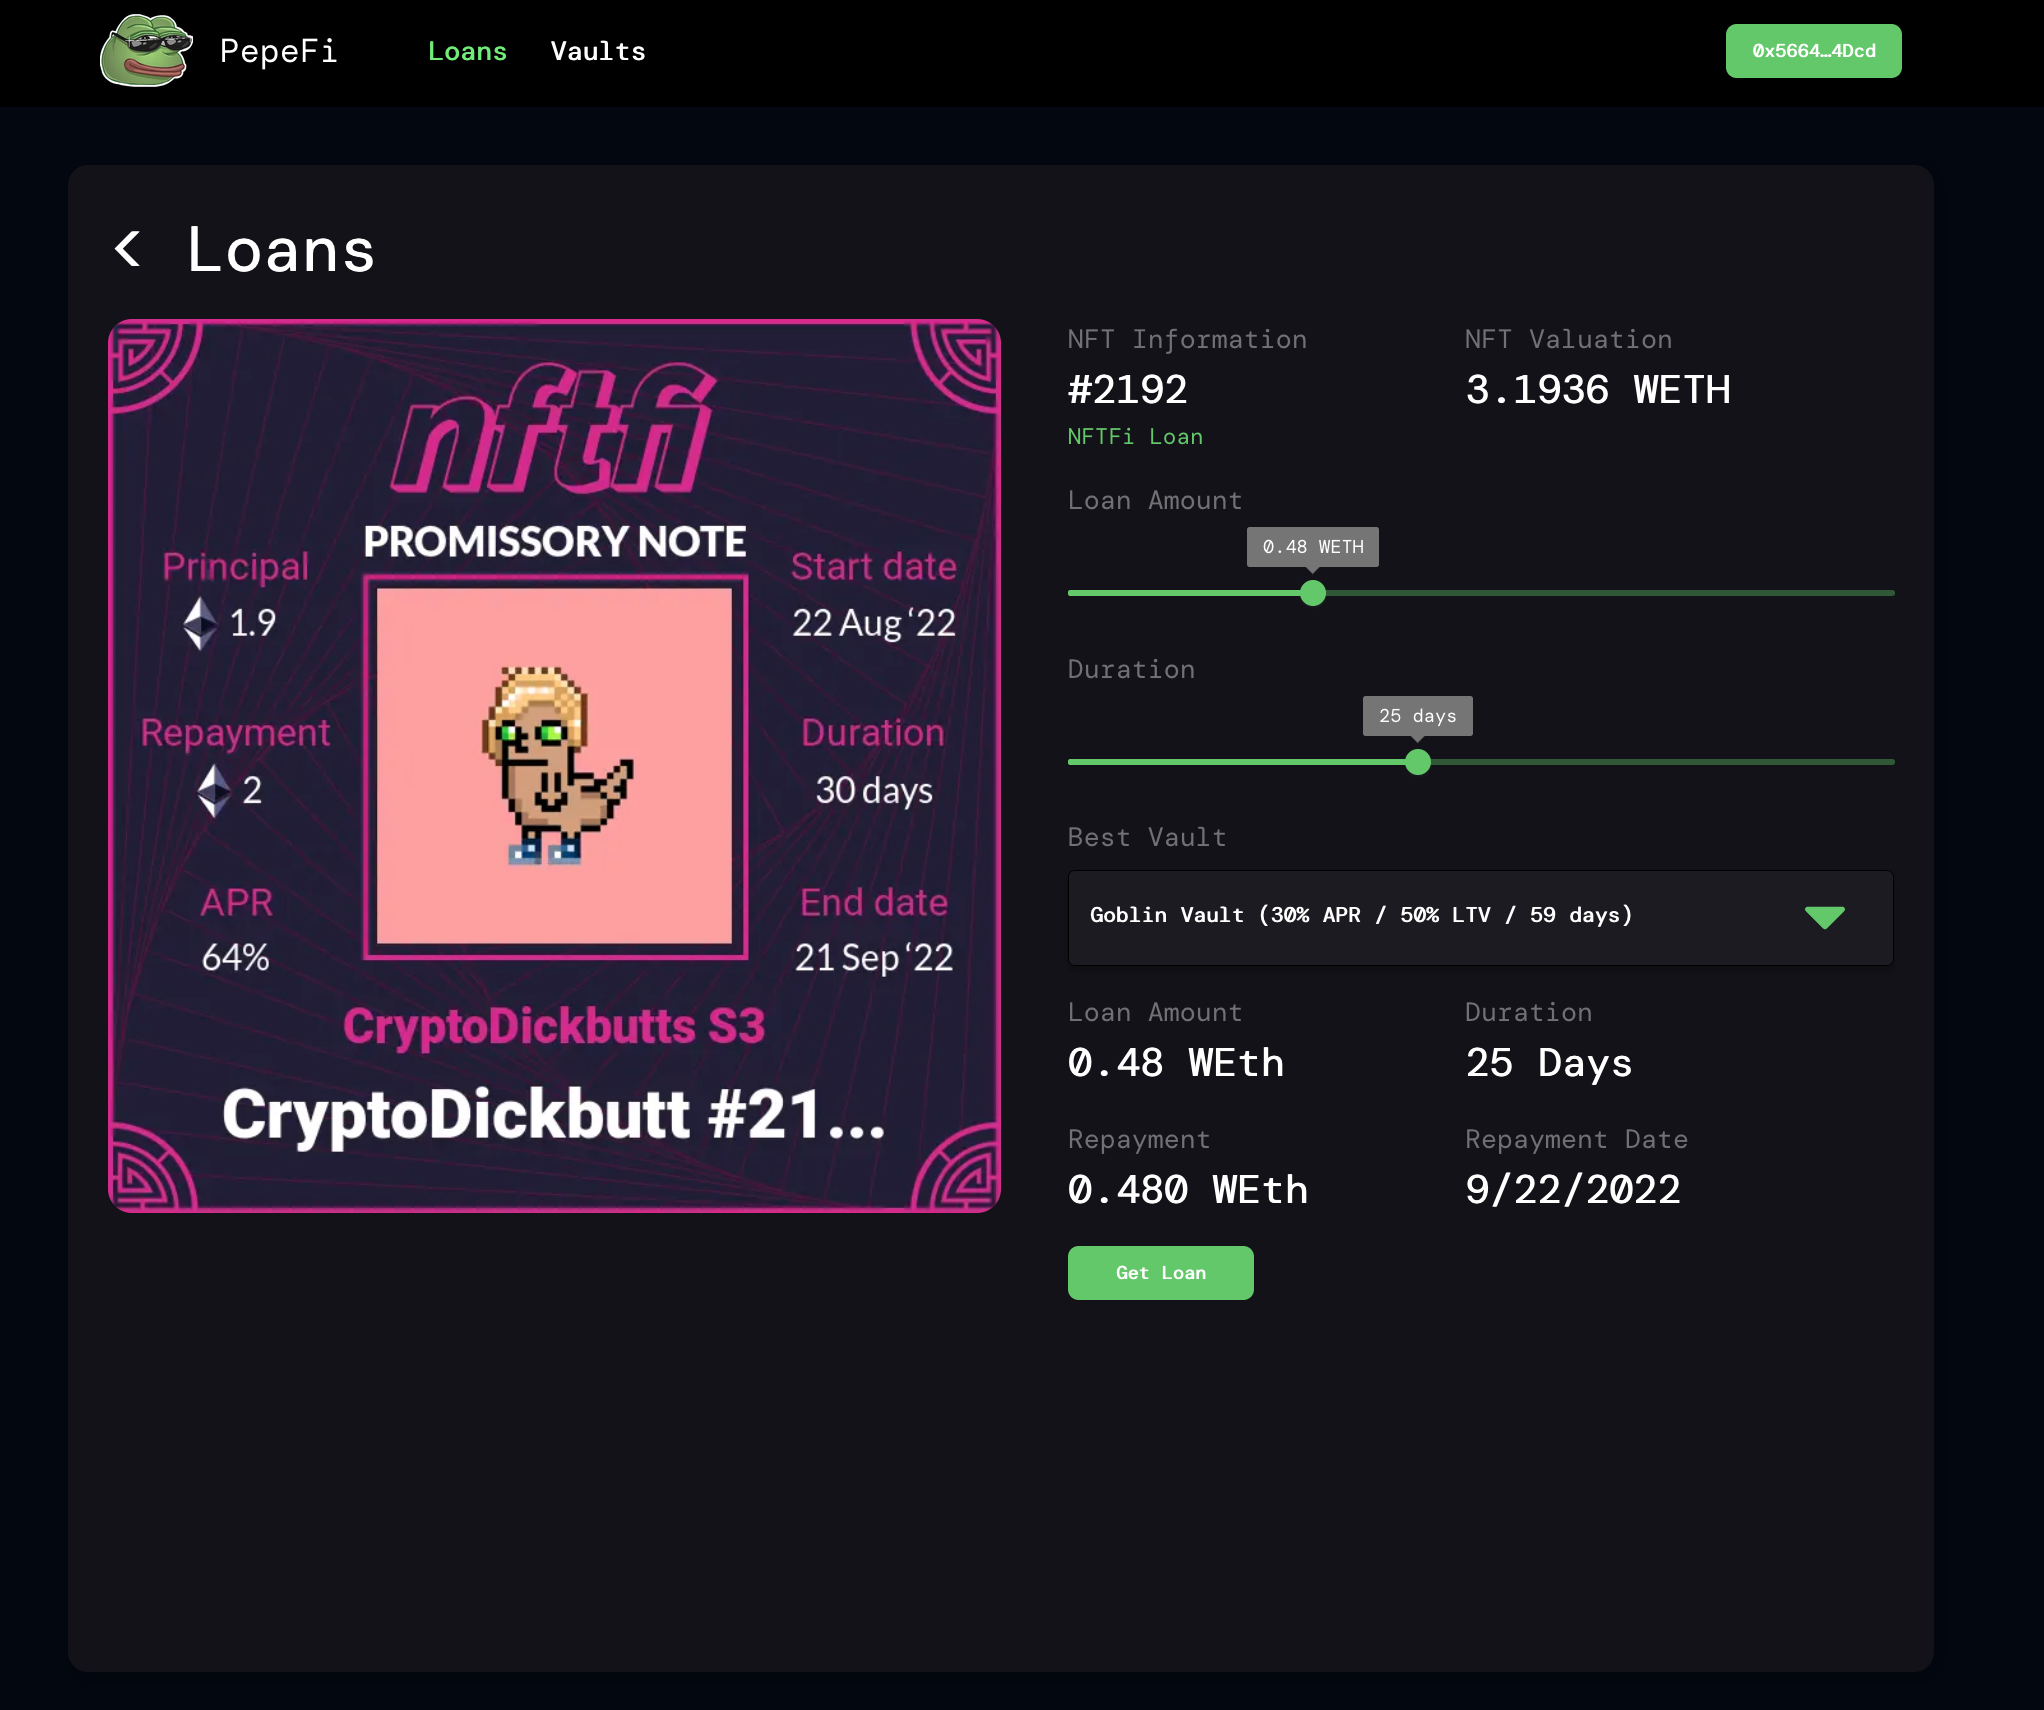 PepeFi
Loans
Vaults
0x5664…4Dcd
< Loans
nftfi
PROMISSORY NOTE
Principal
1.9
Start date
22 Aug ‘22
Repayment
2
Duration
30 days
APR
64%
End date
21 Sep ‘22
CryptoDickbutts S3
CryptoDickbutt #21...
NFT Information
#2192
NFTFi Loan
NFT Valuation
3.1936 WETH
Loan Amount
0.48 WETH
Duration
25 days
Best Vault
Goblin Vault (30% APR / 50% LTV / 59 days)
Loan Amount
0.48 WEth
Duration
25 Days
Repayment
0.480 WEth
Repayment Date
9/22/2022
Get Loan